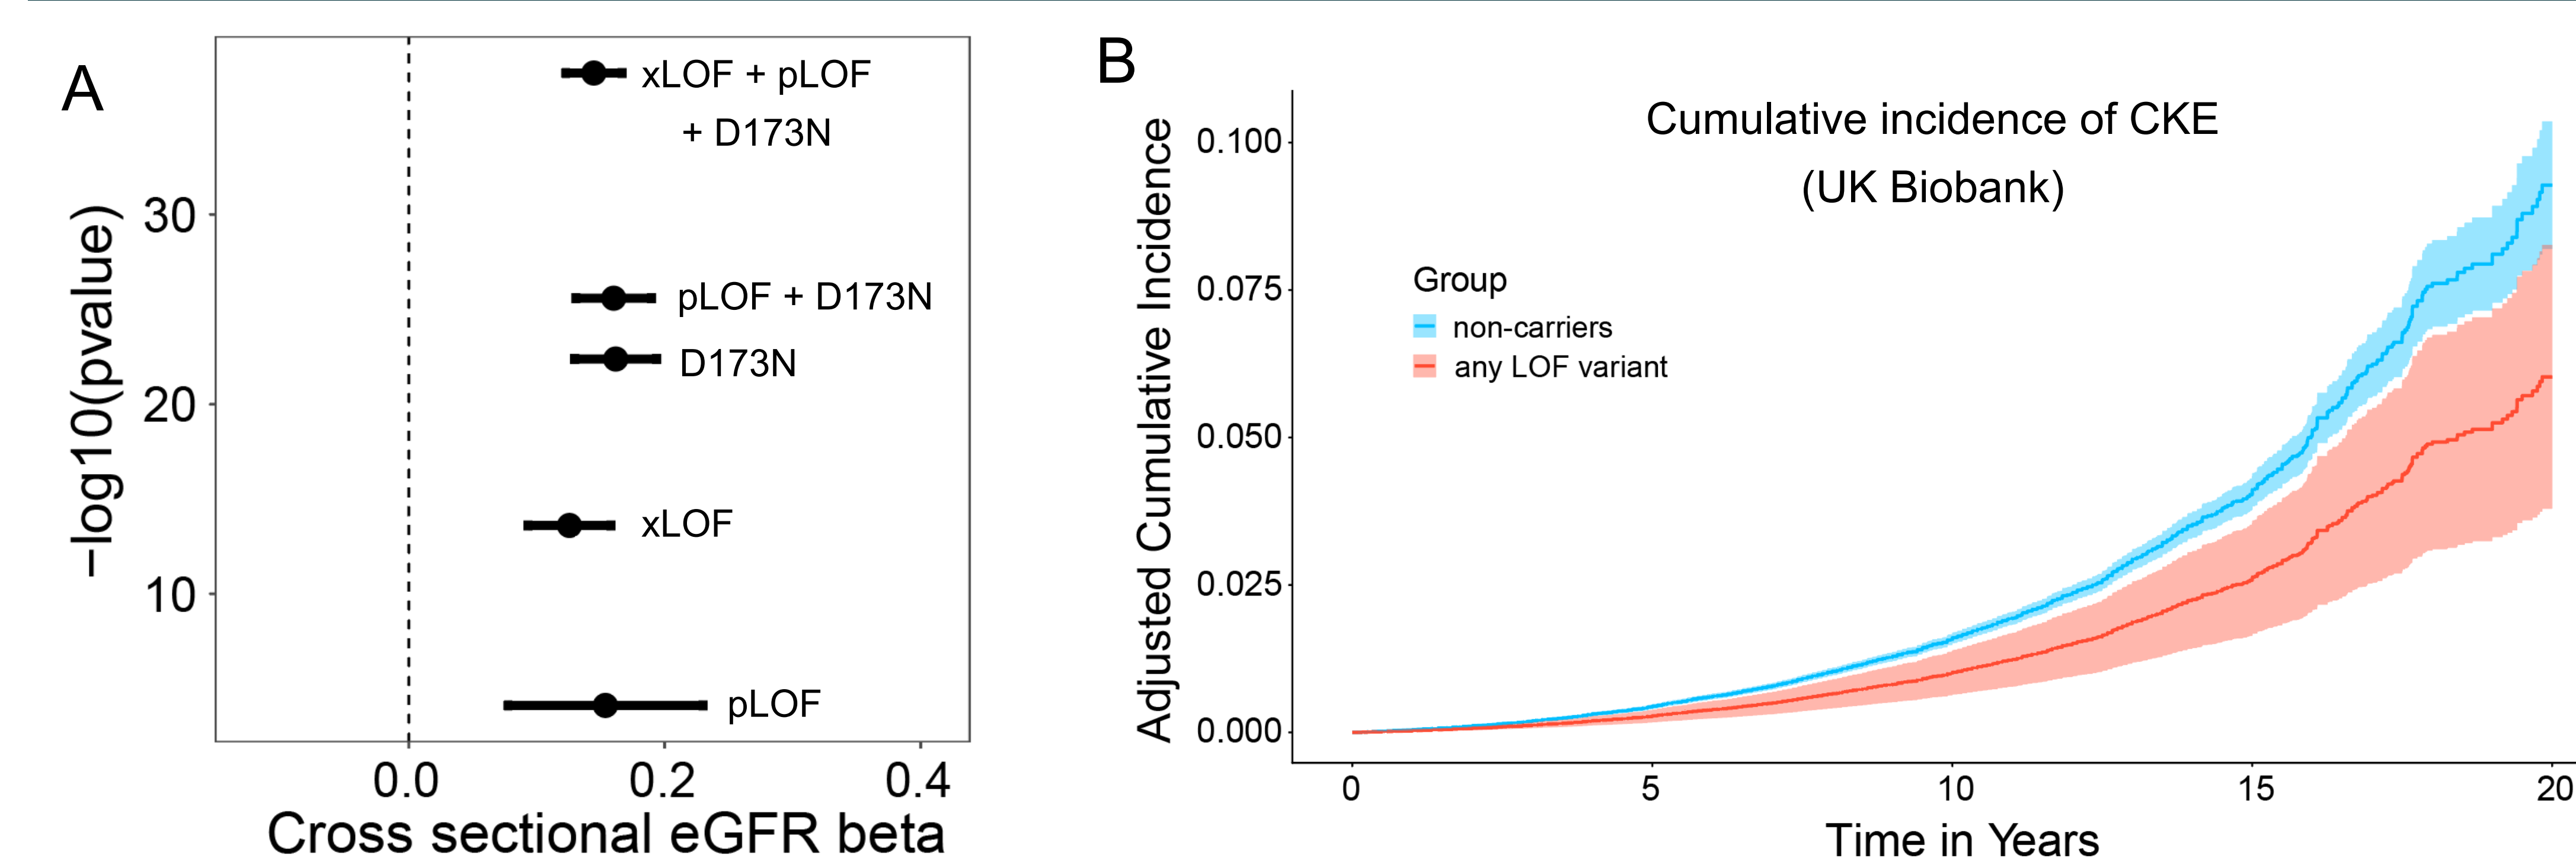 A
xLOF + pLOF
+ D173N
pLOF + D173N
D173N
xLOF
pLOF
−log10(pvalue)
30
20
10
0.0
0.2
0.4
Cross sectional eGFR beta
B
Cumulative incidence of CKE
(UK Biobank)
Group
non-carriers
any LOF variant
Adjusted Cumulative Incidence
0.100
0.075
0.050
0.025
0.000
0
5
10
15
20
Time in Years